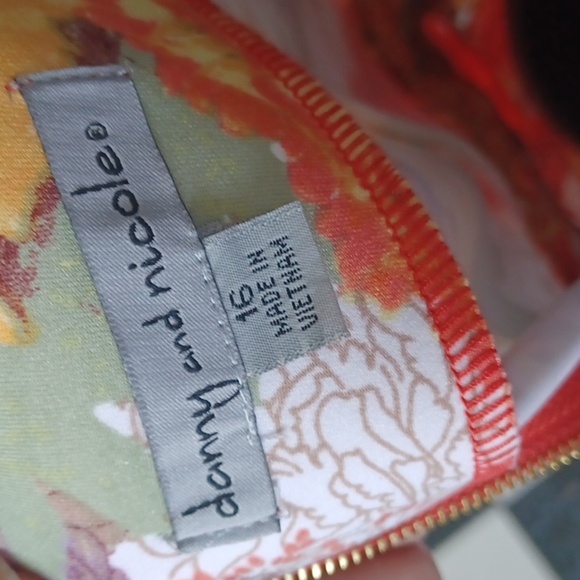 danny and nicole®
16
MADE IN
VIETNAM